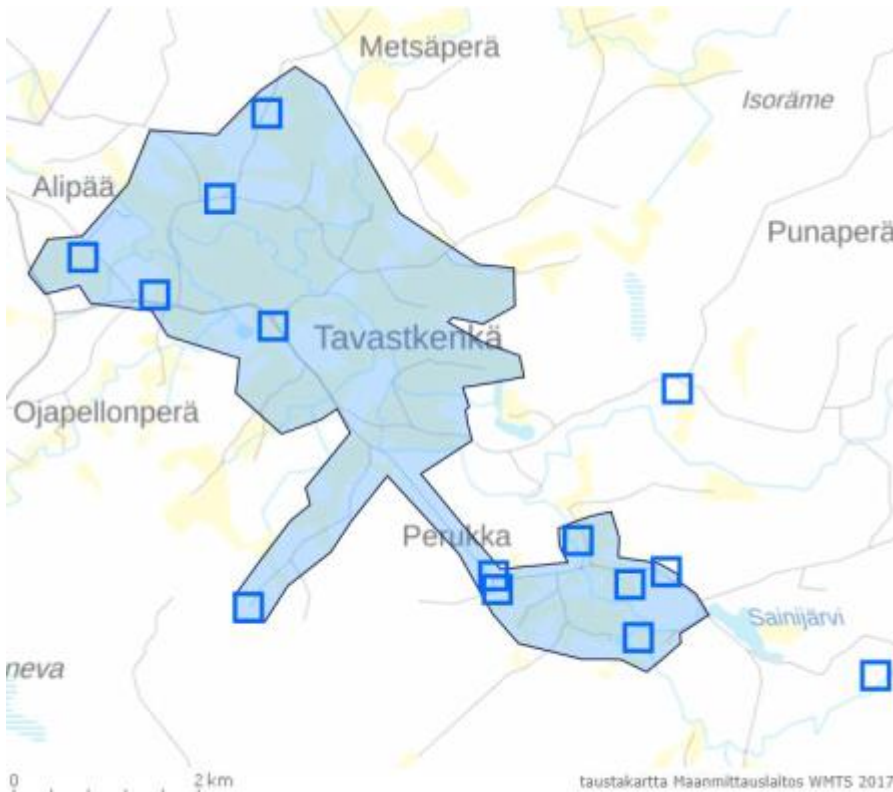 Metsäperä
Isoräme
Alipää
Punaperä
Tavastkenkä
Ojapellonperä
Perukka
Sainijärvi
neva
0 2 km
taustakartta Maanmittauslaitos WMTS 2017